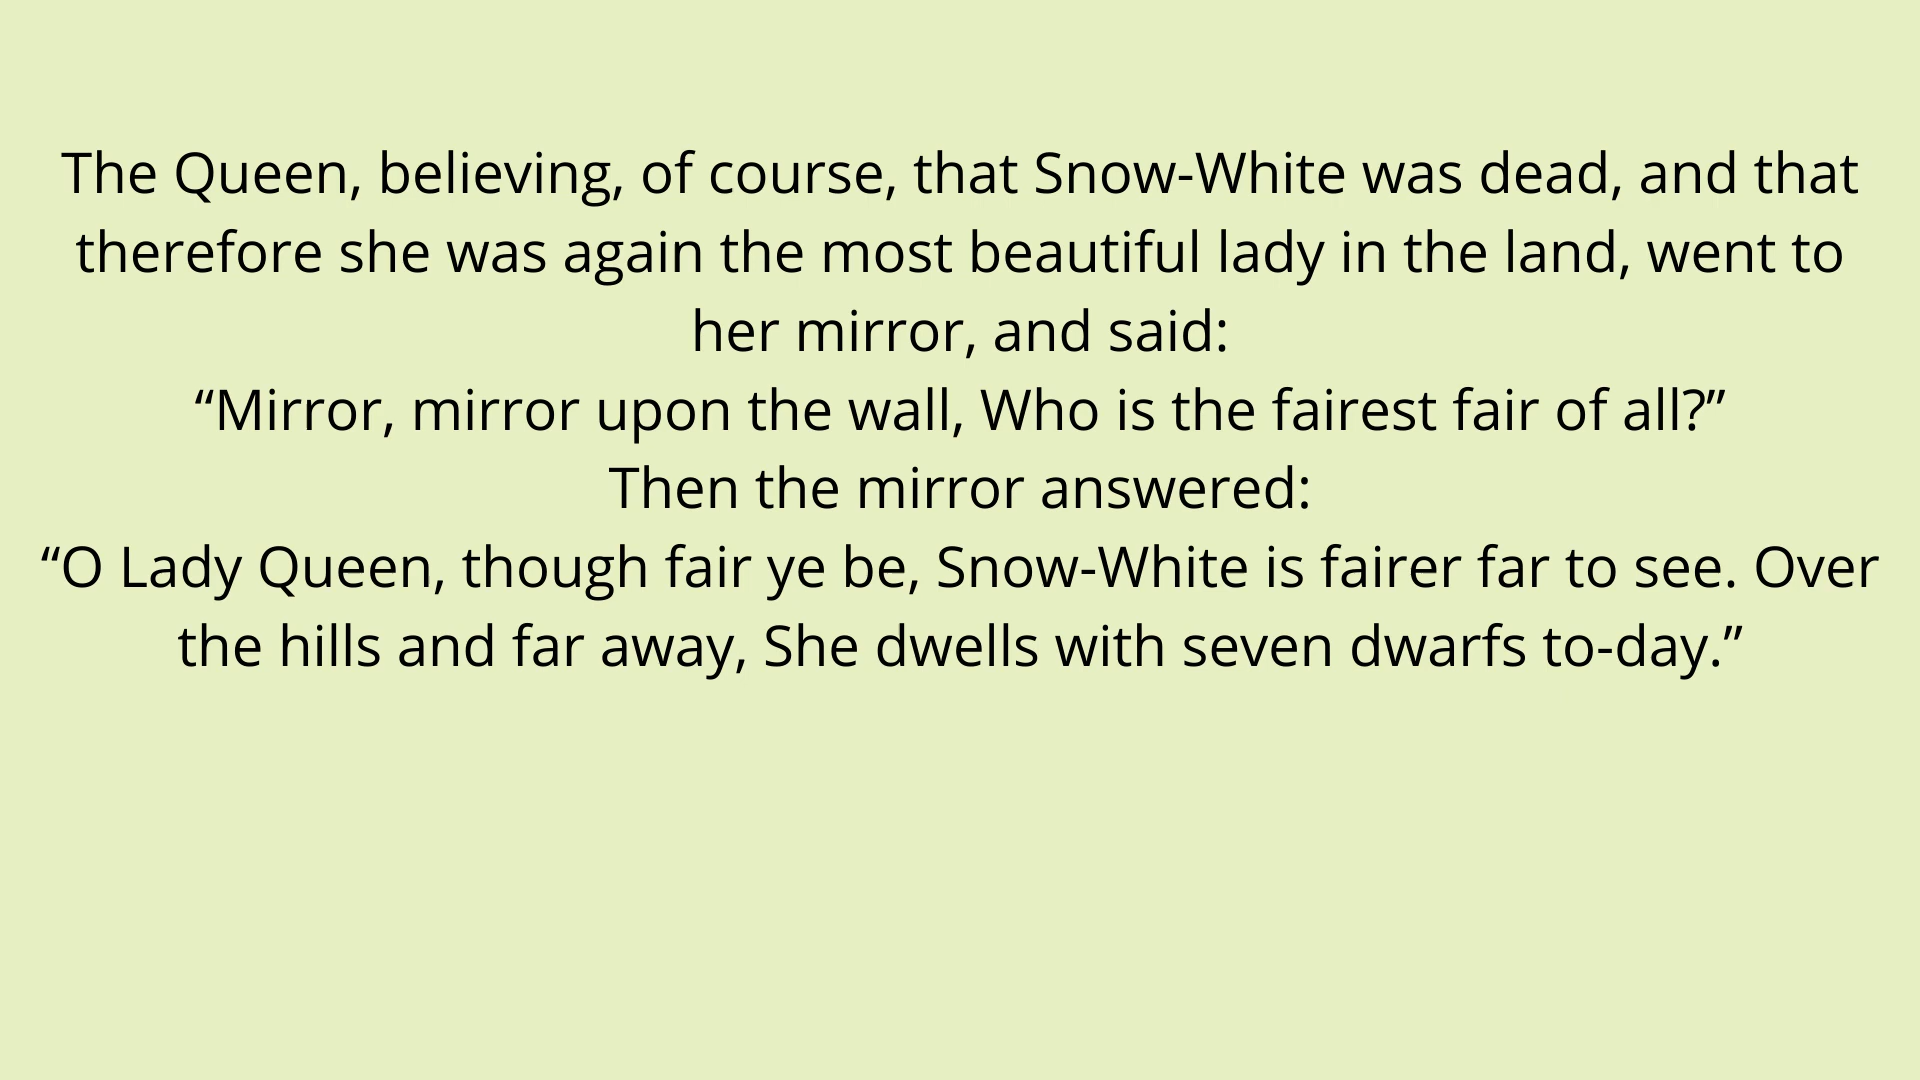 The Queen, believing, of course, that Snow-White was dead, and that
therefore she was again the most beautiful lady in the land, went to
her mirror, and said:
“Mirror, mirror upon the wall, Who is the fairest fair of all?”
Then the mirror answered:
“O Lady Queen, though fair ye be, Snow-White is fairer far to see. Over
the hills and far away, She dwells with seven dwarfs to-day.”